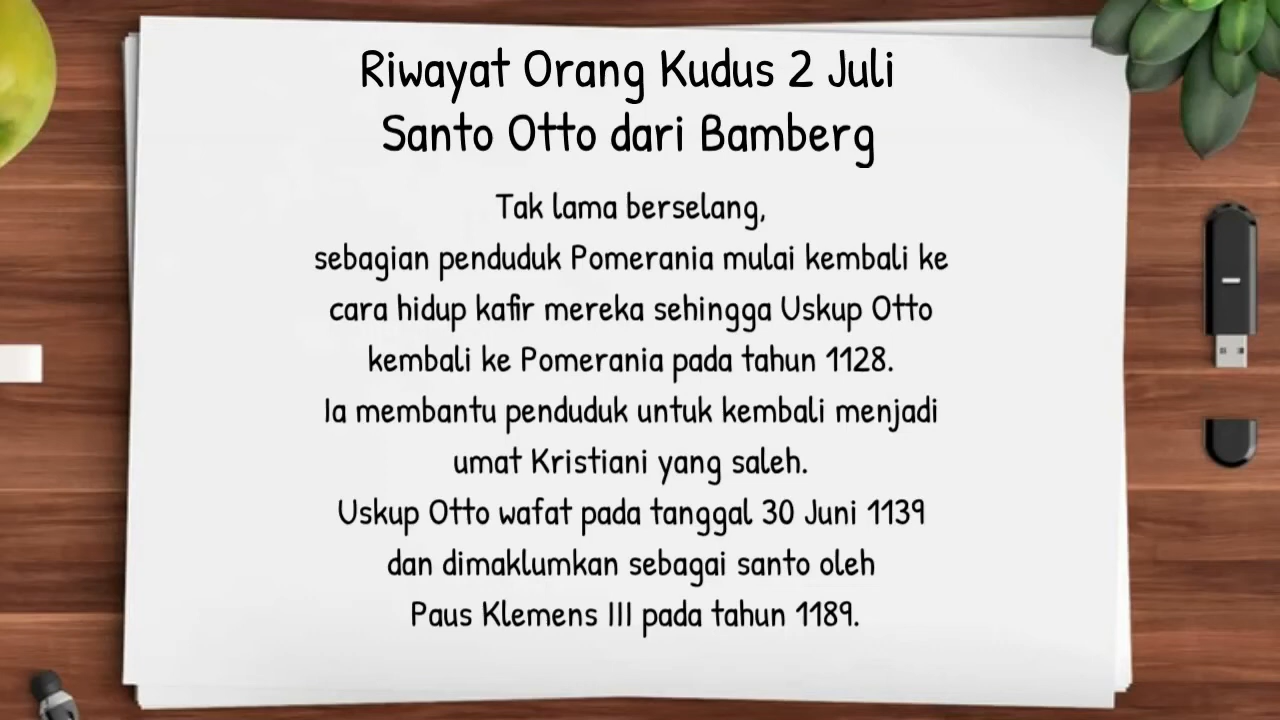 Riwayat Orang Kudus 2 Juli
Santo Otto dari Bamberg
Tak lama berselang,
sebagian penduduk Pomerania mulai kembali ke
cara hidup kafir mereka sehingga Uskup Otto
kembali ke Pomerania pada tahun 1128.
Ia membantu penduduk untuk kembali menjadi
umat Kristiani yang saleh.
Uskup Otto wafat pada tanggal 30 Juni 1139
dan dimaklumkan sebagai santo oleh
Paus Klemens III pada tahun 1189.